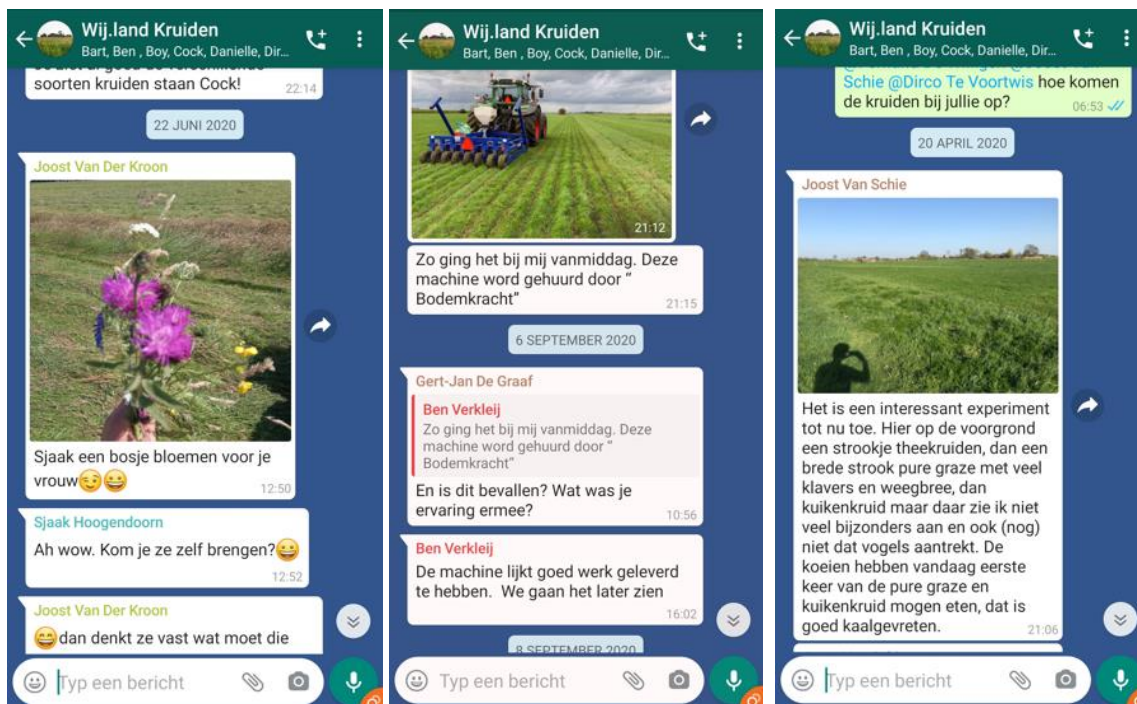 Wij.land Kruiden
Bart, Ben , Boy, Cock, Danielle, Dir...
soorten kruiden staan Cock!
22:14
22 JUNI 2020
Joost Van Der Kroon
Sjaak een bosje bloemen voor je
vrouw😉😀
12:50
Sjaak Hoogendoorn
Ah wow. Kom je ze zelf brengen?😀
12:52
Joost Van Der Kroon
😄dan denkt ze vast wat moet die
Typ een bericht
Wij.land Kruiden
Bart, Ben , Boy, Cock, Danielle, Dir...
21:12
Zo ging het bij mij vanmiddag. Deze
machine word gehuurd door “
Bodemkracht”
21:15
6 SEPTEMBER 2020
Gert-Jan De Graaf
Ben Verkleij
Zo ging het bij mij vanmiddag. Deze
machine word gehuurd door “
Bodemkracht”
En is dit bevallen? Wat was je
ervaring ermee?
10:56
Ben Verkleij
De machine lijkt goed werk geleverd
te hebben. We gaan het later zien
16:02
8 SEPTEMBER 2020
Typ een bericht
Wij.land Kruiden
Bart, Ben , Boy, Cock, Danielle, Dir...
Schie @Dirco Te Voortwis hoe komen
de kruiden bij jullie op?
06:53
20 APRIL 2020
Joost Van Schie
Het is een interessant experiment
tot nu toe. Hier op de voorgrond
een strookje theekruiden, dan een
brede strook pure graze met veel
klavers en weegbree, dan
kuikenkruid maar daar zie ik niet
veel bijzonders aan en ook (nog)
niet dat vogels aantrekt. De
koeien hebben vandaag eerste
keer van de pure graze en
kuikenkruid mogen eten, dat is
goed kaalgevreten.
21:06
Typ een bericht